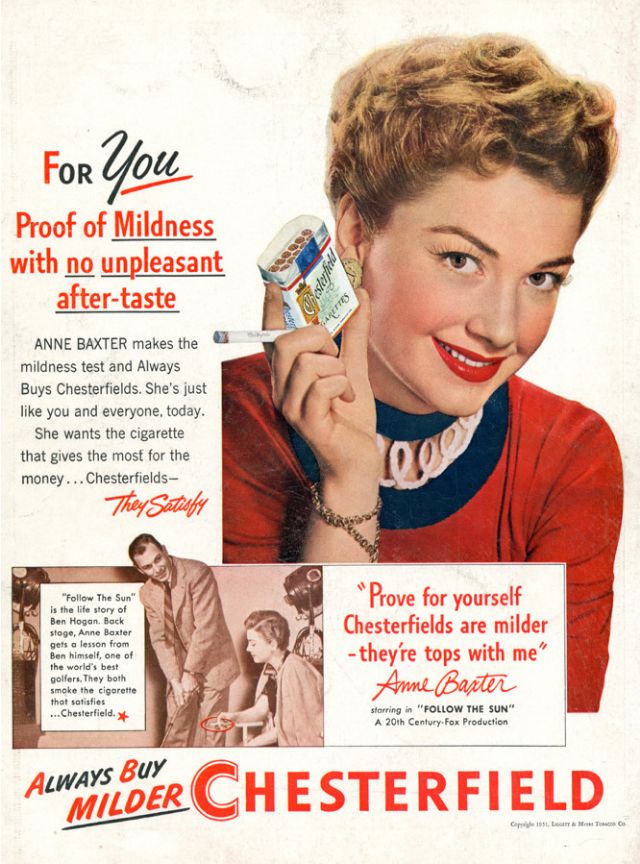 FOR You
Proof of Mildness
with no unpleasant
after-taste
ANNE BAXTER makes the
mildness test and Always
Buys Chesterfields. She's just
like you and everyone, today.
She wants the cigarette
that gives the most for the
money...Chesterfields—
They Satisfy
Chesterfield
CIGARETTES
"Follow The Sun"
is the life story of
Ben Hogan. Back
stage, Anne Baxter
gets a lesson from
Ben himself, one of
the world's best
golfers. They both
smoke the cigarette
that satisfies
...Chesterfield.
"Prove for yourself
Chesterfields are milder
-they're tops with me"
Anne Baxter
starring in "FOLLOW THE SUN"
A 20th Century-Fox Production
ALWAYS BUY
MILDER CHESTERFIELD
Copyright 1951, LIGGETT & MYERS TOBACCO CO.